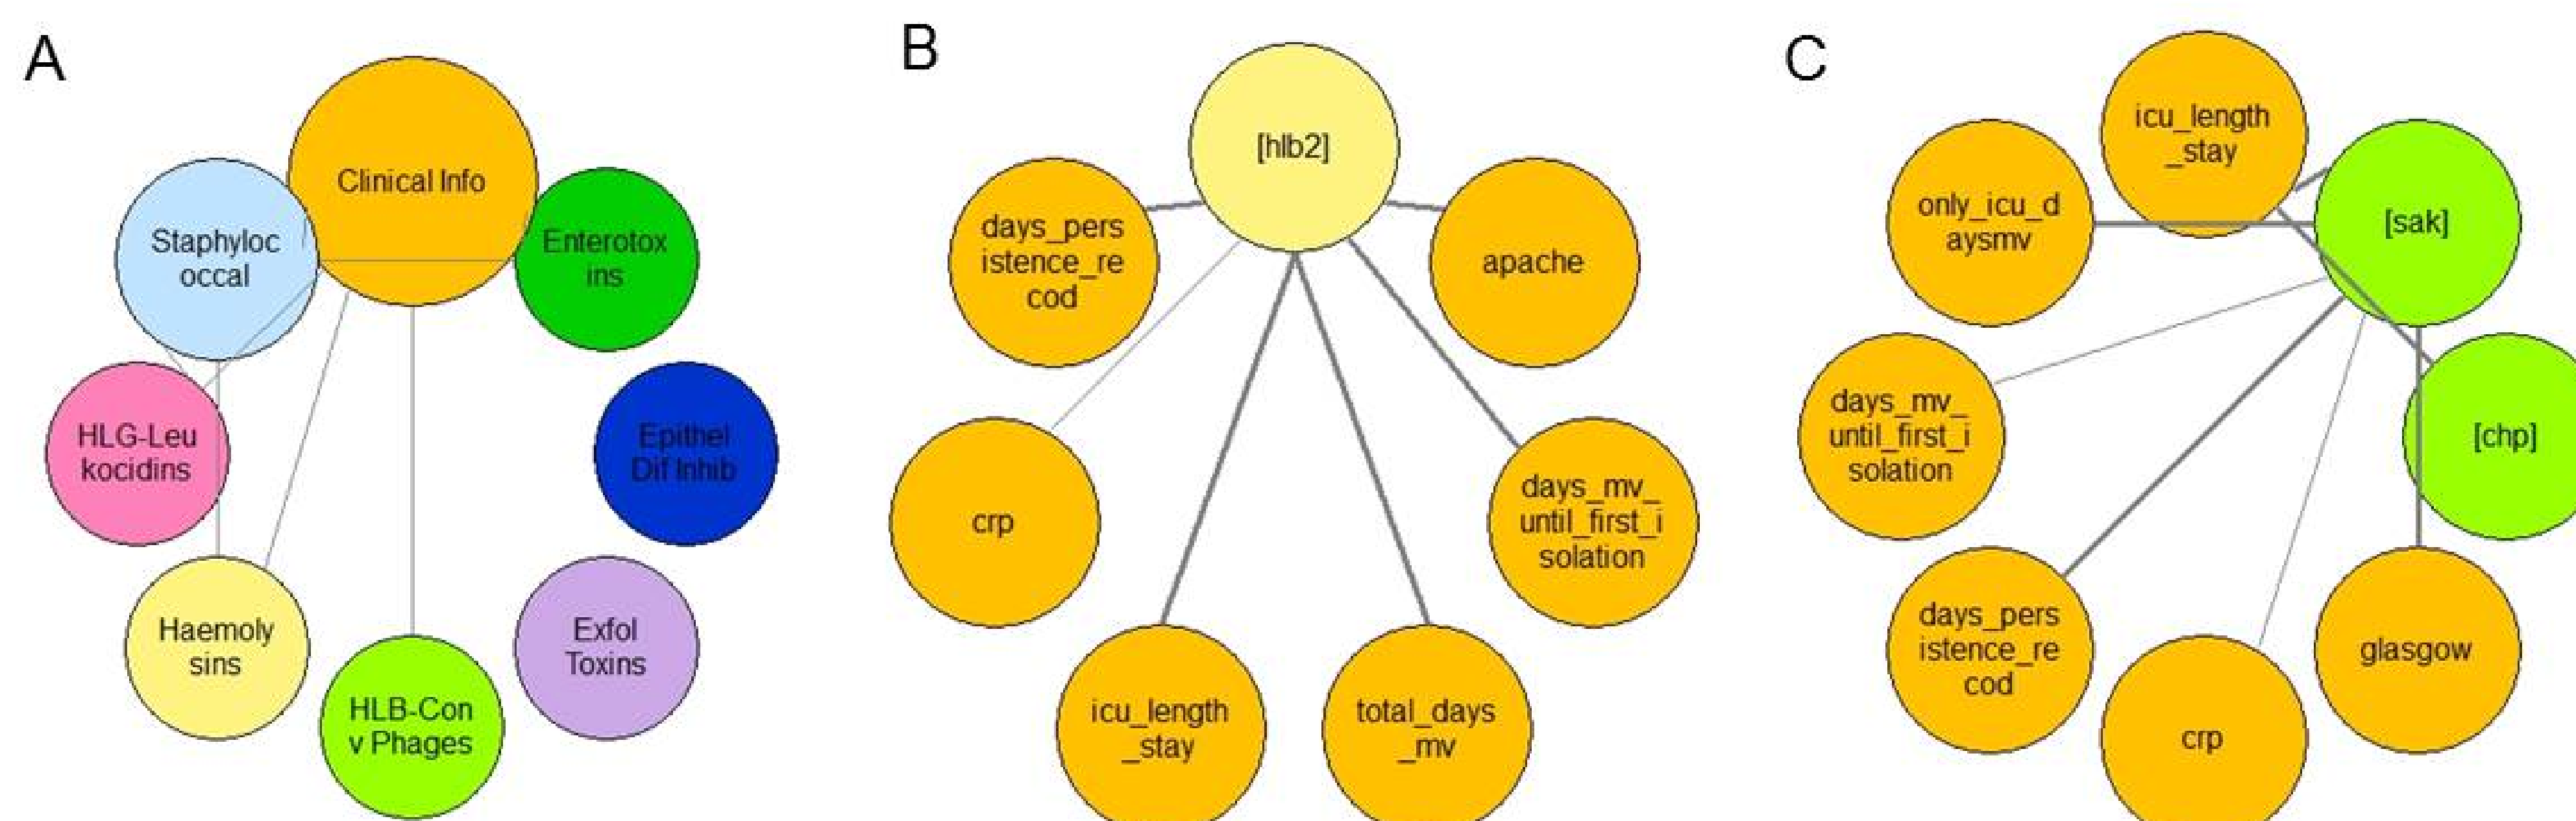 A
Clinical Info
Staphyloc
occal
Enterotox
ins
HLG-Leu
kocidins
Epithel
Dif Inhib
Haemoly
sins
Exfol
Toxins
HLB-Con
v Phages
B
[hlb2]
days_pers
istence_re
cod
apache
crp
days_mv_
until_first_i
solation
icu_length
_stay
total_days
_mv
C
icu_length
_stay
only_icu_d
aysmv
[sak]
days_mv_
until_first_i
solation
[chp]
days_pers
istence_re
cod
glasgow
crp